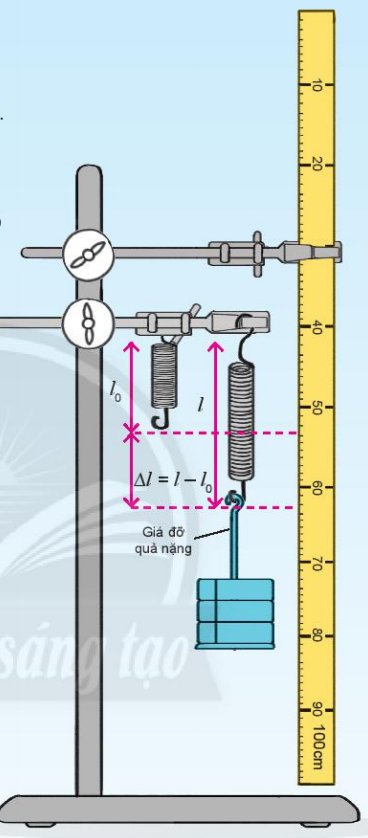 10
20
40
l₀
l
50
Δl = l – l₀
60
Giá đỡ
quả nặng
70
80
sáng tạo
90
100cm